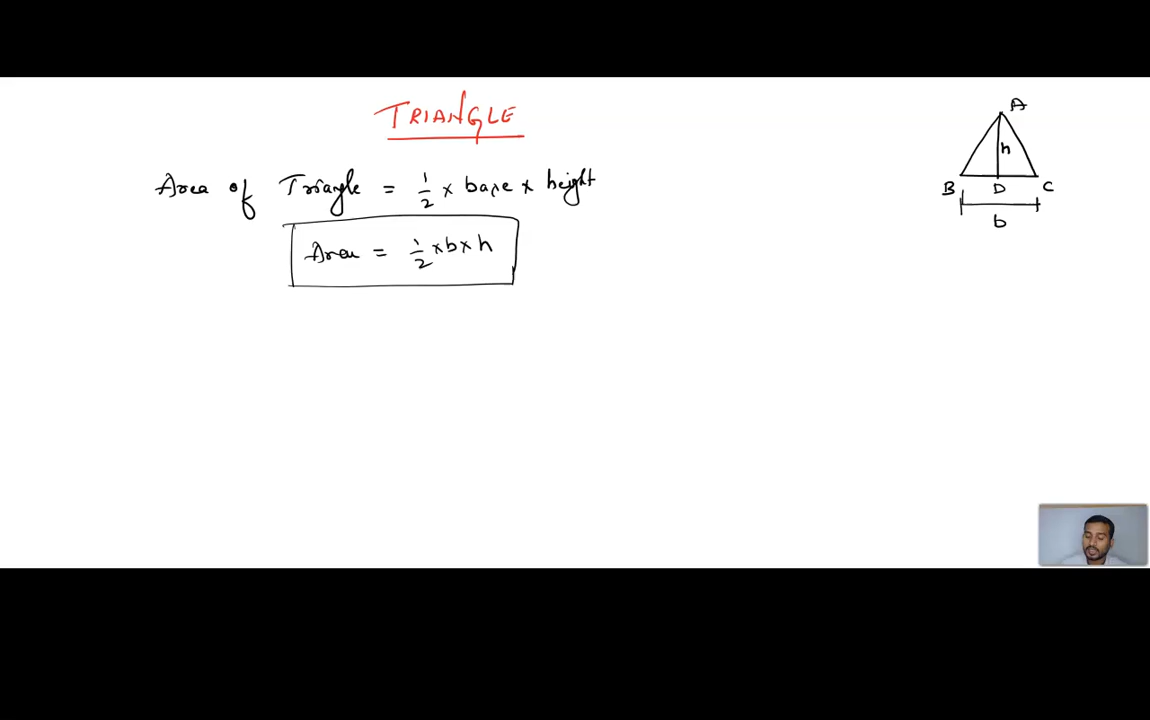 TRIANGLE
Area of Triangle = 1/2 × base × height
Area = 1/2 × b × h
A
h
B D C
b